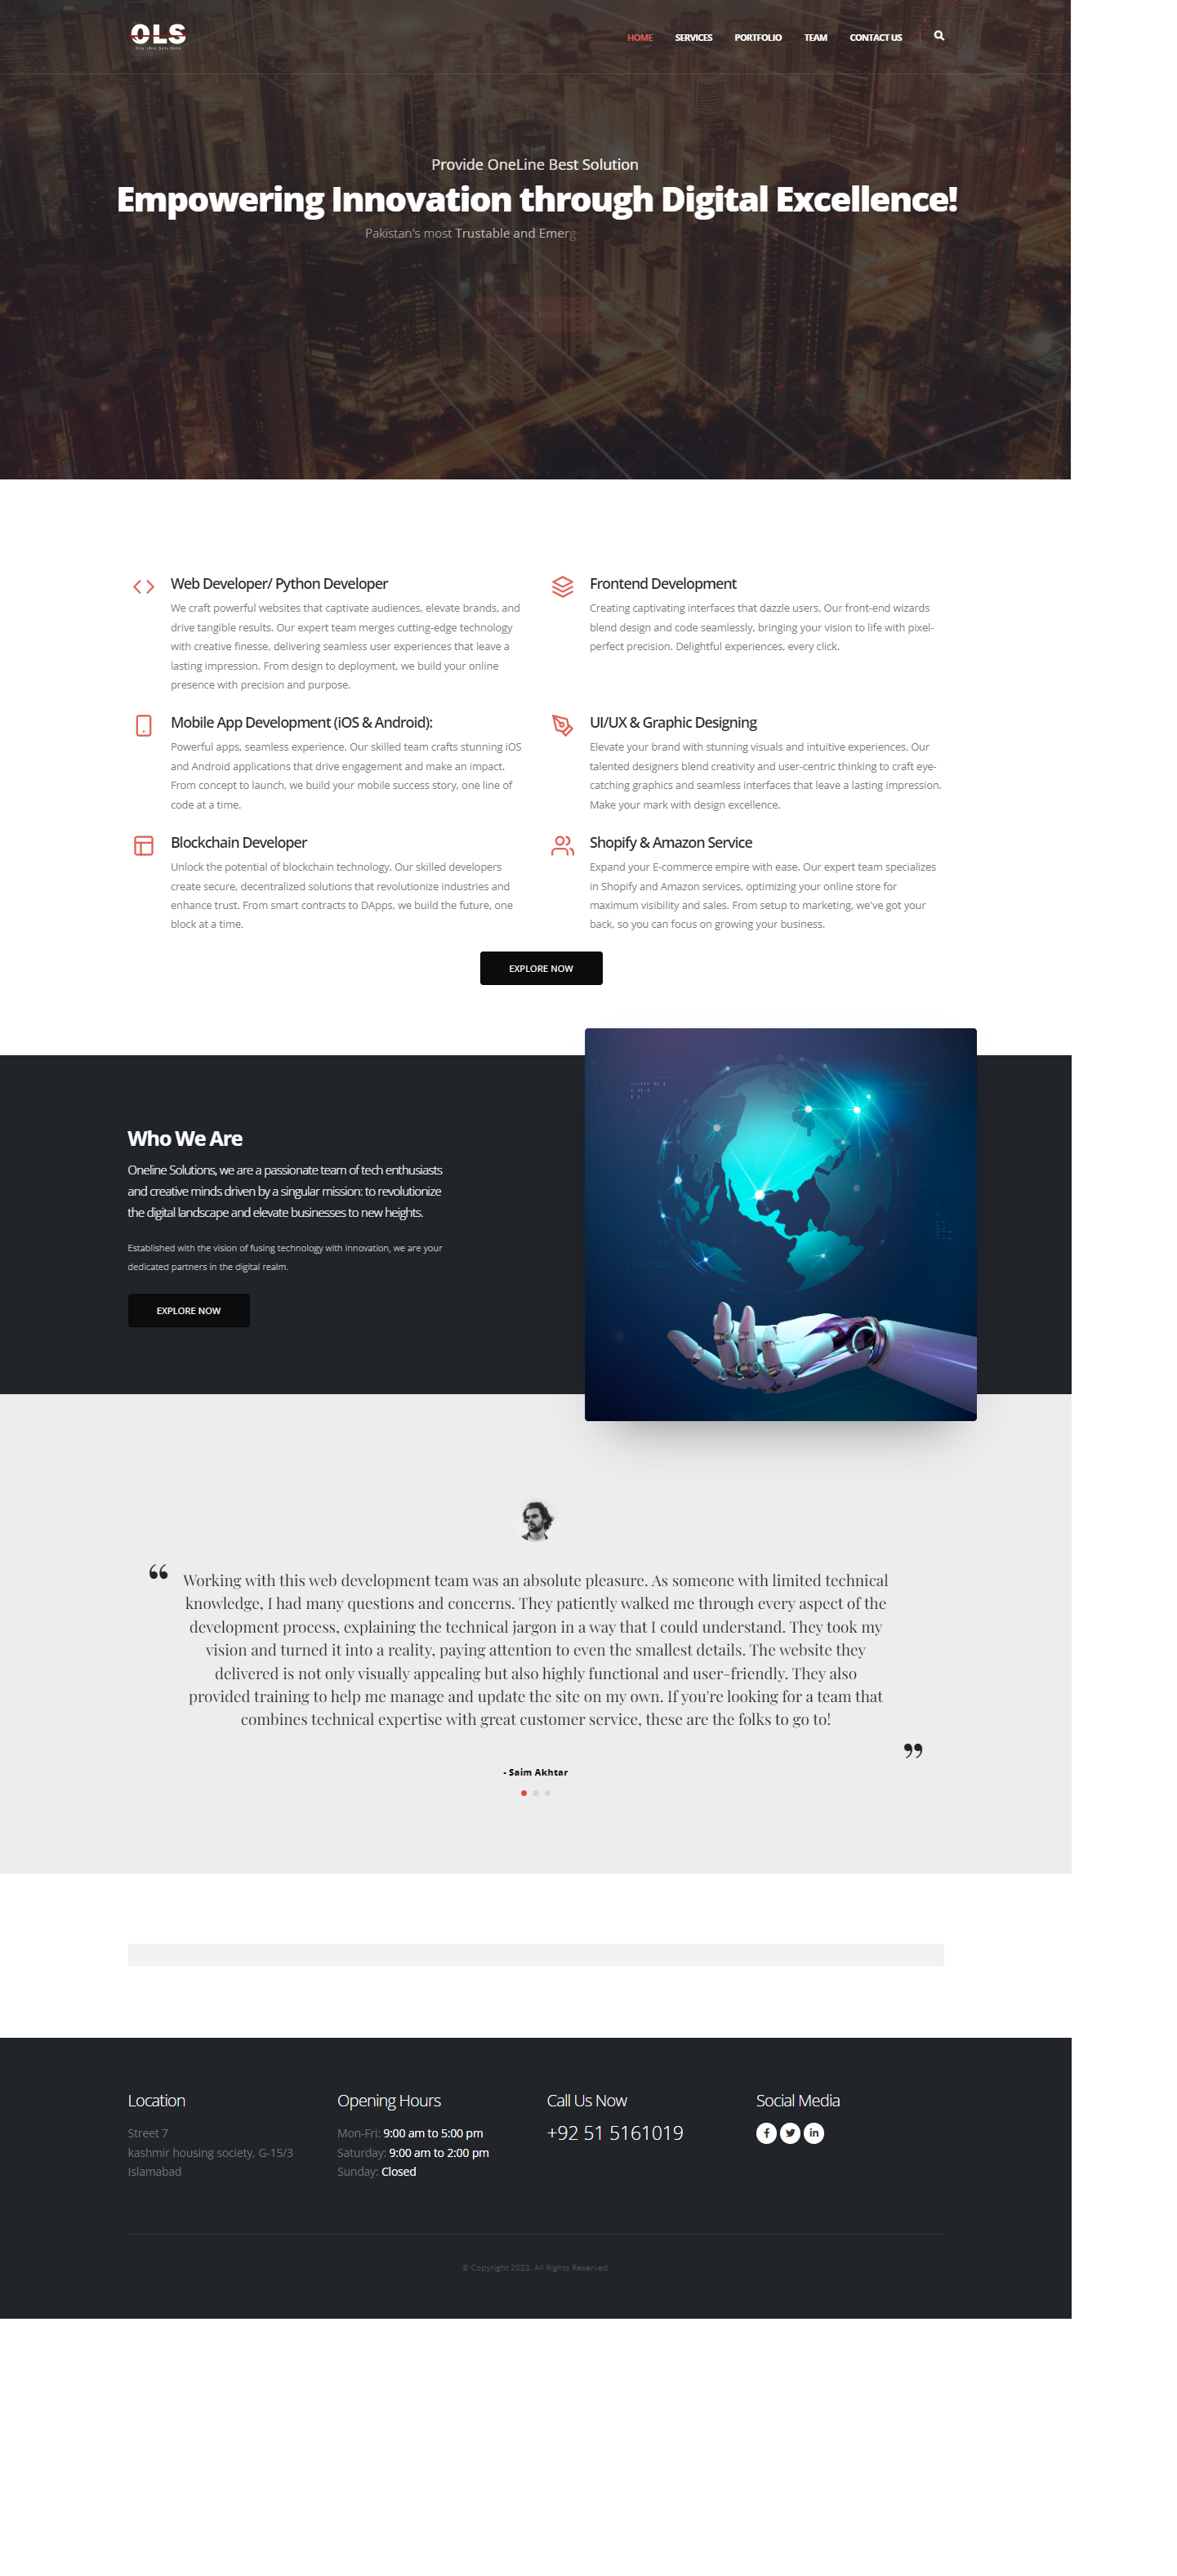 OLS
One Line Solutions
HOME SERVICES PORTFOLIO TEAM CONTACT US
Provide OneLine Best Solution
Empowering Innovation through Digital Excellence!
Pakistan's most Trustable and Emerg
EXPLORE NOW
Web Developer/ Python Developer
We craft powerful websites that captivate audiences, elevate brands, and
drive tangible results. Our expert team merges cutting-edge technology
with creative finesse, delivering seamless user experiences that leave a
lasting impression. From design to deployment, we build your online
presence with precision and purpose.
Frontend Development
Creating captivating interfaces that dazzle users. Our front-end wizards
blend design and code seamlessly, bringing your vision to life with pixel-
perfect precision. Delightful experiences, every click.
Mobile App Development (iOS & Android):
Powerful apps, seamless experience. Our skilled team crafts stunning iOS
and Android applications that drive engagement and make an impact.
From concept to launch, we build your mobile success story, one line of
code at a time.
UI/UX & Graphic Designing
Elevate your brand with stunning visuals and intuitive experiences. Our
talented designers blend creativity and user-centric thinking to craft eye-
catching graphics and seamless interfaces that leave a lasting impression.
Make your mark with design excellence.
Blockchain Developer
Unlock the potential of blockchain technology. Our skilled developers
create secure, decentralized solutions that revolutionize industries and
enhance trust. From smart contracts to DApps, we build the future, one
block at a time.
Shopify & Amazon Service
Expand your E-commerce empire with ease. Our expert team specializes
in Shopify and Amazon services, optimizing your online store for
maximum visibility and sales. From setup to marketing, we've got your
back, so you can focus on growing your business.
EXPLORE NOW
Who We Are
Oneline Solutions, we are a passionate team of tech enthusiasts
and creative minds driven by a singular mission: to revolutionize
the digital landscape and elevate businesses to new heights.
Established with the vision of fusing technology with innovation, we are your
dedicated partners in the digital realm.
EXPLORE NOW
“ Working with this web development team was an absolute pleasure. As someone with limited technical
knowledge, I had many questions and concerns. They patiently walked me through every aspect of the
development process, explaining the technical jargon in a way that I could understand. They took my
vision and turned it into a reality, paying attention to even the smallest details. The website they
delivered is not only visually appealing but also highly functional and user-friendly. They also
provided training to help me manage and update the site on my own. If you're looking for a team that
combines technical expertise with great customer service, these are the folks to go to!
”
- Saim Akhtar
Location
Street 7
kashmir housing society, G-15/3
Islamabad
Opening Hours
Mon-Fri: 9:00 am to 5:00 pm
Saturday: 9:00 am to 2:00 pm
Sunday: Closed
Call Us Now
+92 51 5161019
Social Media
© Copyright 2023. All Rights Reserved.